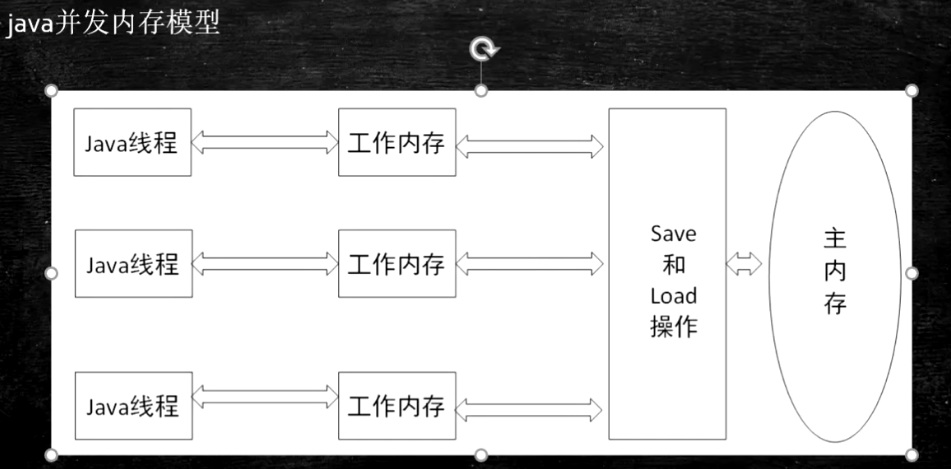 java并发内存模型
Java线程
工作内存
Java线程
工作内存
Java线程
工作内存
Save
和
Load
操作
主
内
存